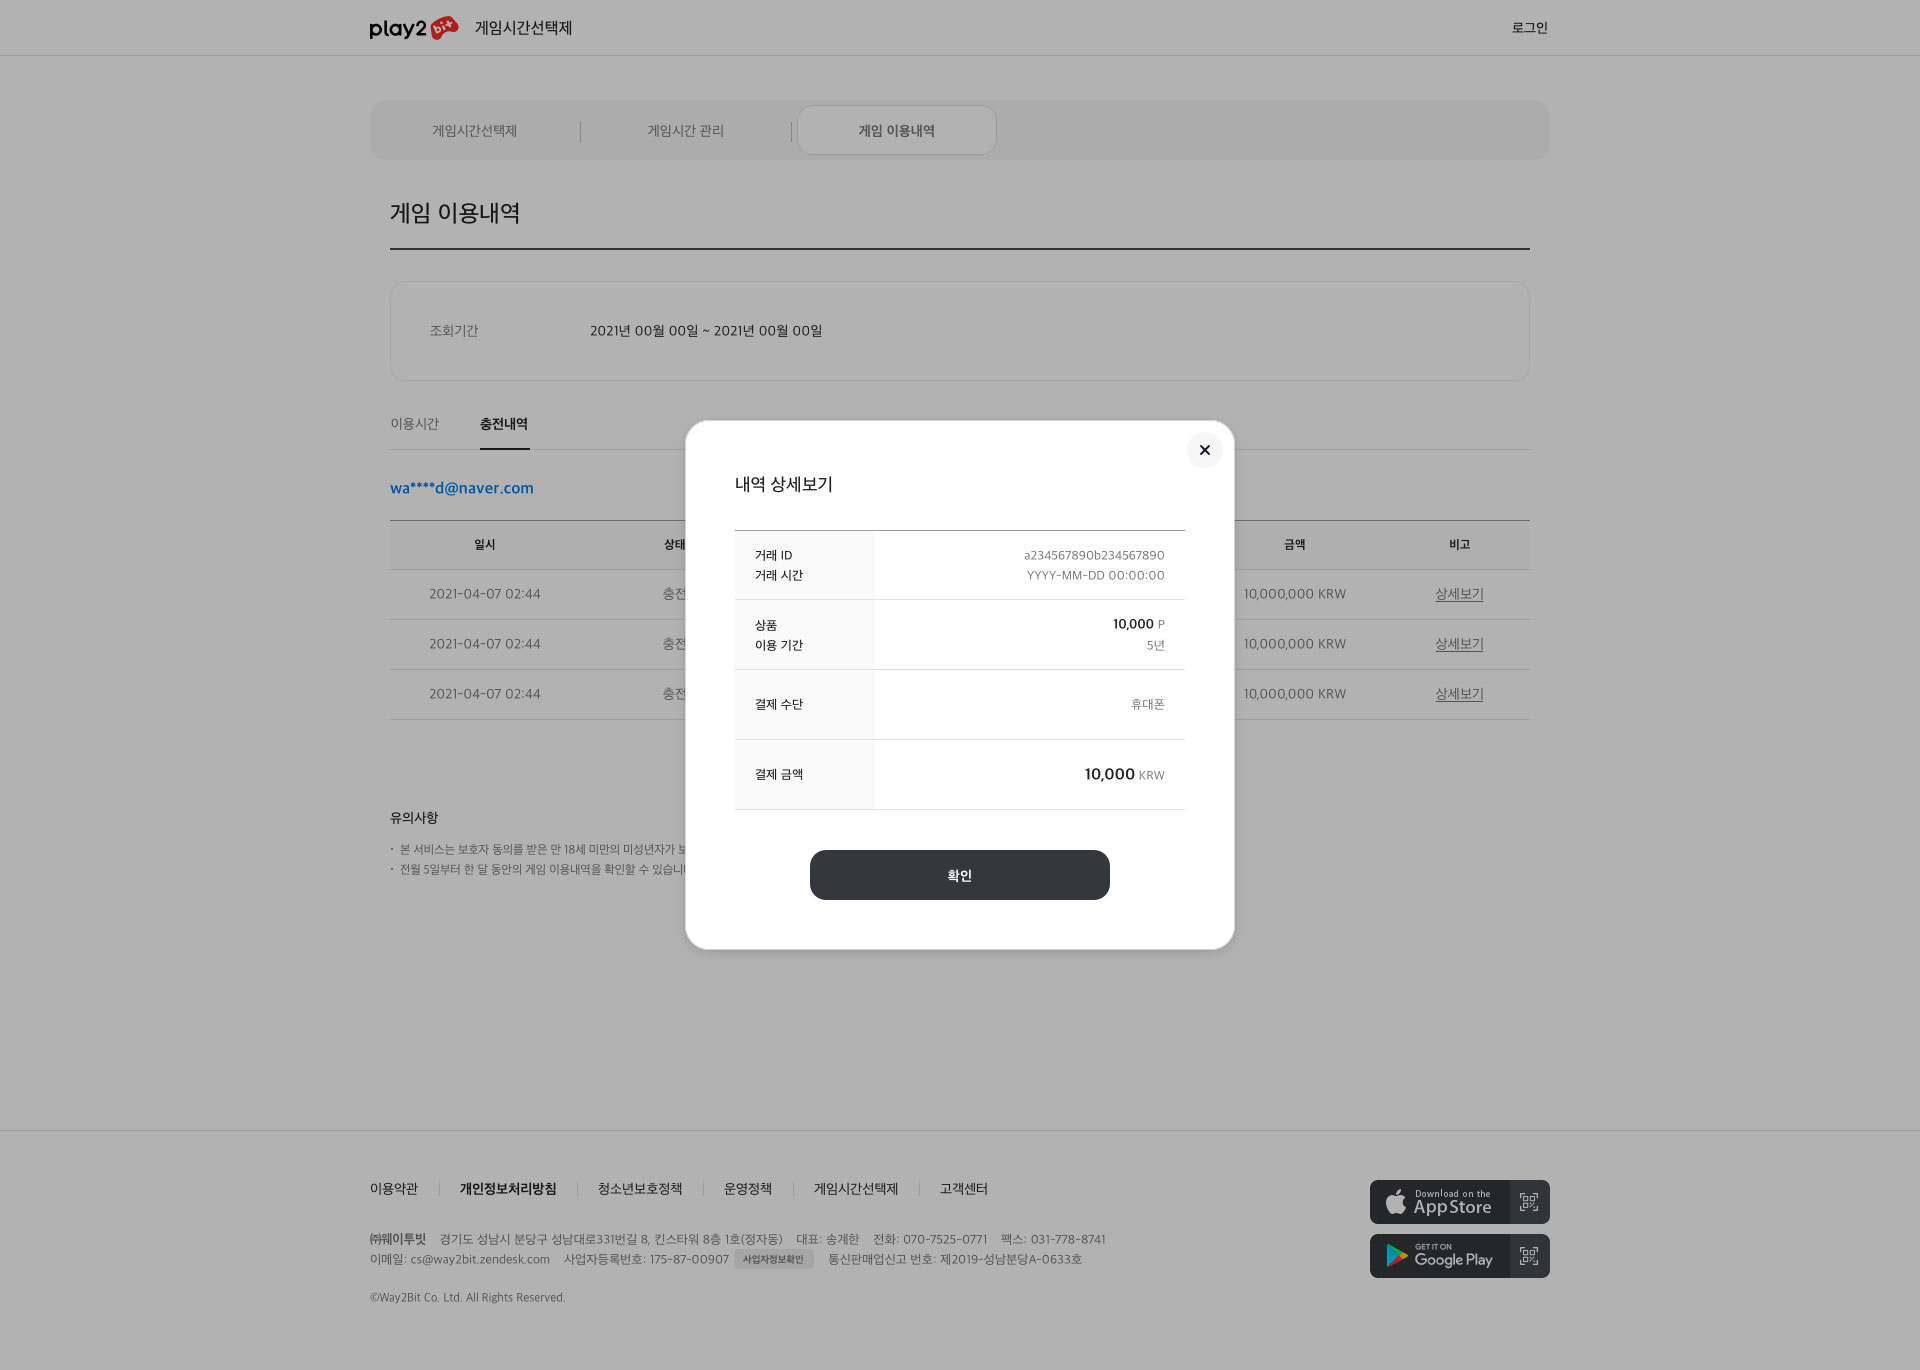 play2 bit 게임시간선택제
로그인
게임시간선택제
게임시간 관리
게임 이용내역
게임 이용내역
조회기간
2021년 00월 00일 ~ 2021년 00월 00일
이용시간
충전내역
wa****d@naver.com
일시 상태 금액 비고
2021-04-07 02:44 충전 10,000,000 KRW 상세보기
2021-04-07 02:44 충전 10,000,000 KRW 상세보기
2021-04-07 02:44 충전 10,000,000 KRW 상세보기
내역 상세보기
거래 ID a234567890b234567890
거래 시간 YYYY-MM-DD 00:00:00
상품 10,000 P
이용 기간 5년
결제 수단 휴대폰
결제 금액 10,000 KRW
확인
유의사항
· 본 서비스는 보호자 동의를 받은 만 18세 미만의 미성년자가
· 전월 5일부터 한 달 동안의 게임 이용내역을 확인할 수
이용약관
개인정보처리방침
청소년보호정책
운영정책
게임시간선택제
고객센터
㈜웨이투빗 경기도 성남시 분당구 성남대로331번길 8, 킨스타워 8층 1호(정자동) 대표: 송계한 전화: 070-7525-0771 팩스: 031-778-8741
이메일: cs@way2bit.zendesk.com 사업자등록번호: 175-87-00907 사업자정보확인 통신판매업신고 번호: 제2019-성남분당A-0633호
©Way2Bit Co. Ltd. All Rights Reserved.
Download on the
App Store
GET IT ON
Google Play